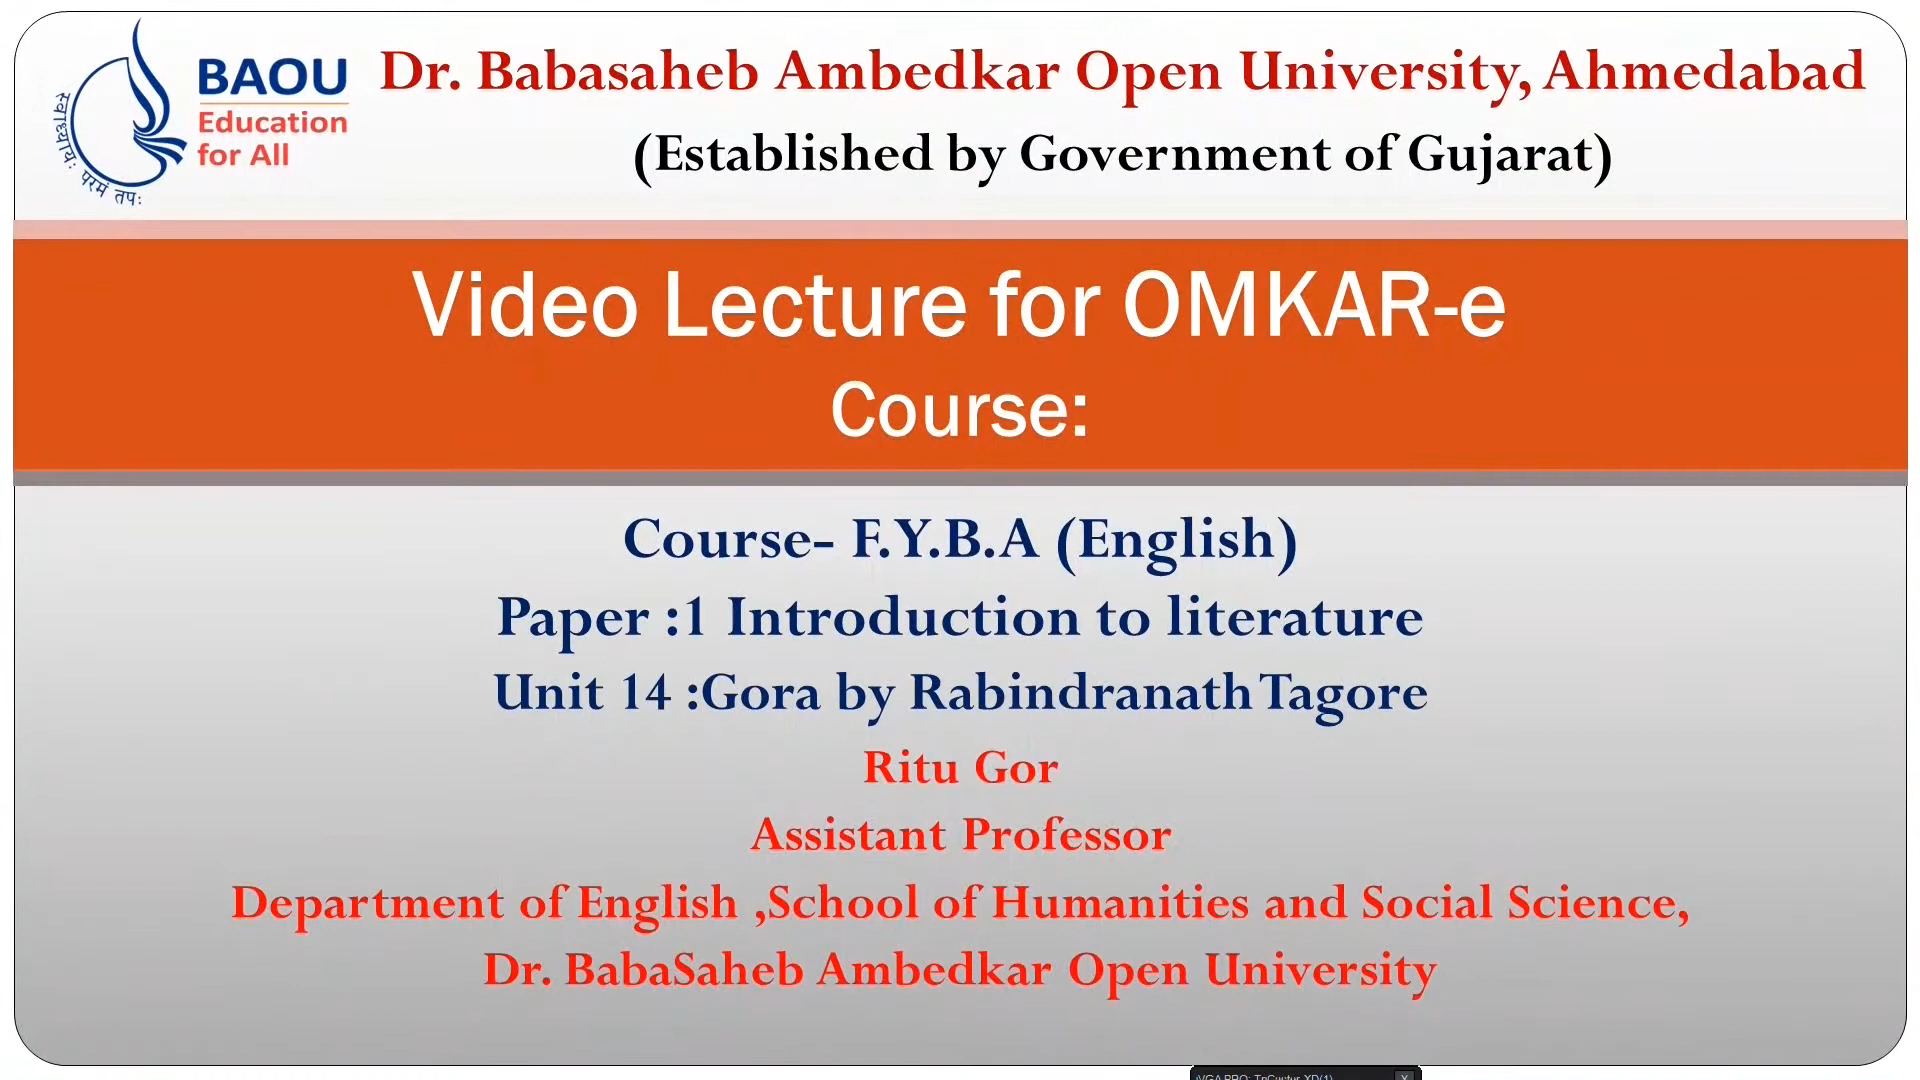 स्वाध्यायः परमं तपः
BAOU
Education
for All
Dr. Babasaheb Ambedkar Open University, Ahmedabad
(Established by Government of Gujarat)
Video Lecture for OMKAR-e
Course:
Course- F.Y.B.A (English)
Paper :1 Introduction to literature
Unit 14 :Gora by Rabindranath Tagore
Ritu Gor
Assistant Professor
Department of English ,School of Humanities and Social Science,
Dr. BabaSaheb Ambedkar Open University